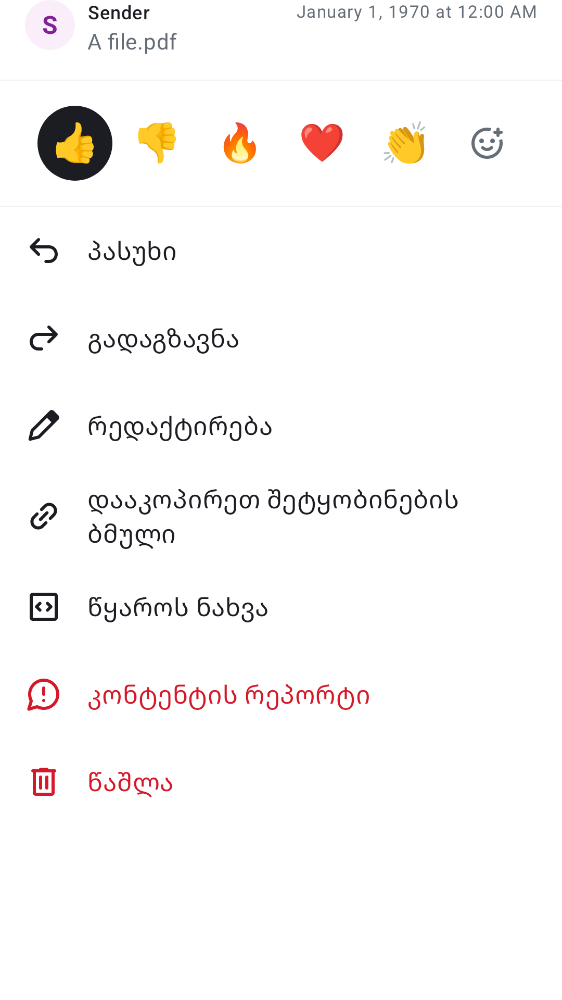 S
Sender
January 1, 1970 at 12:00 AM
A file.pdf
პასუხი
გადაგზავნა
რედაქტირება
დააკოპირეთ შეტყობინების
ბმული
წყაროს ნახვა
კონტენტის რეპორტი
წაშლა